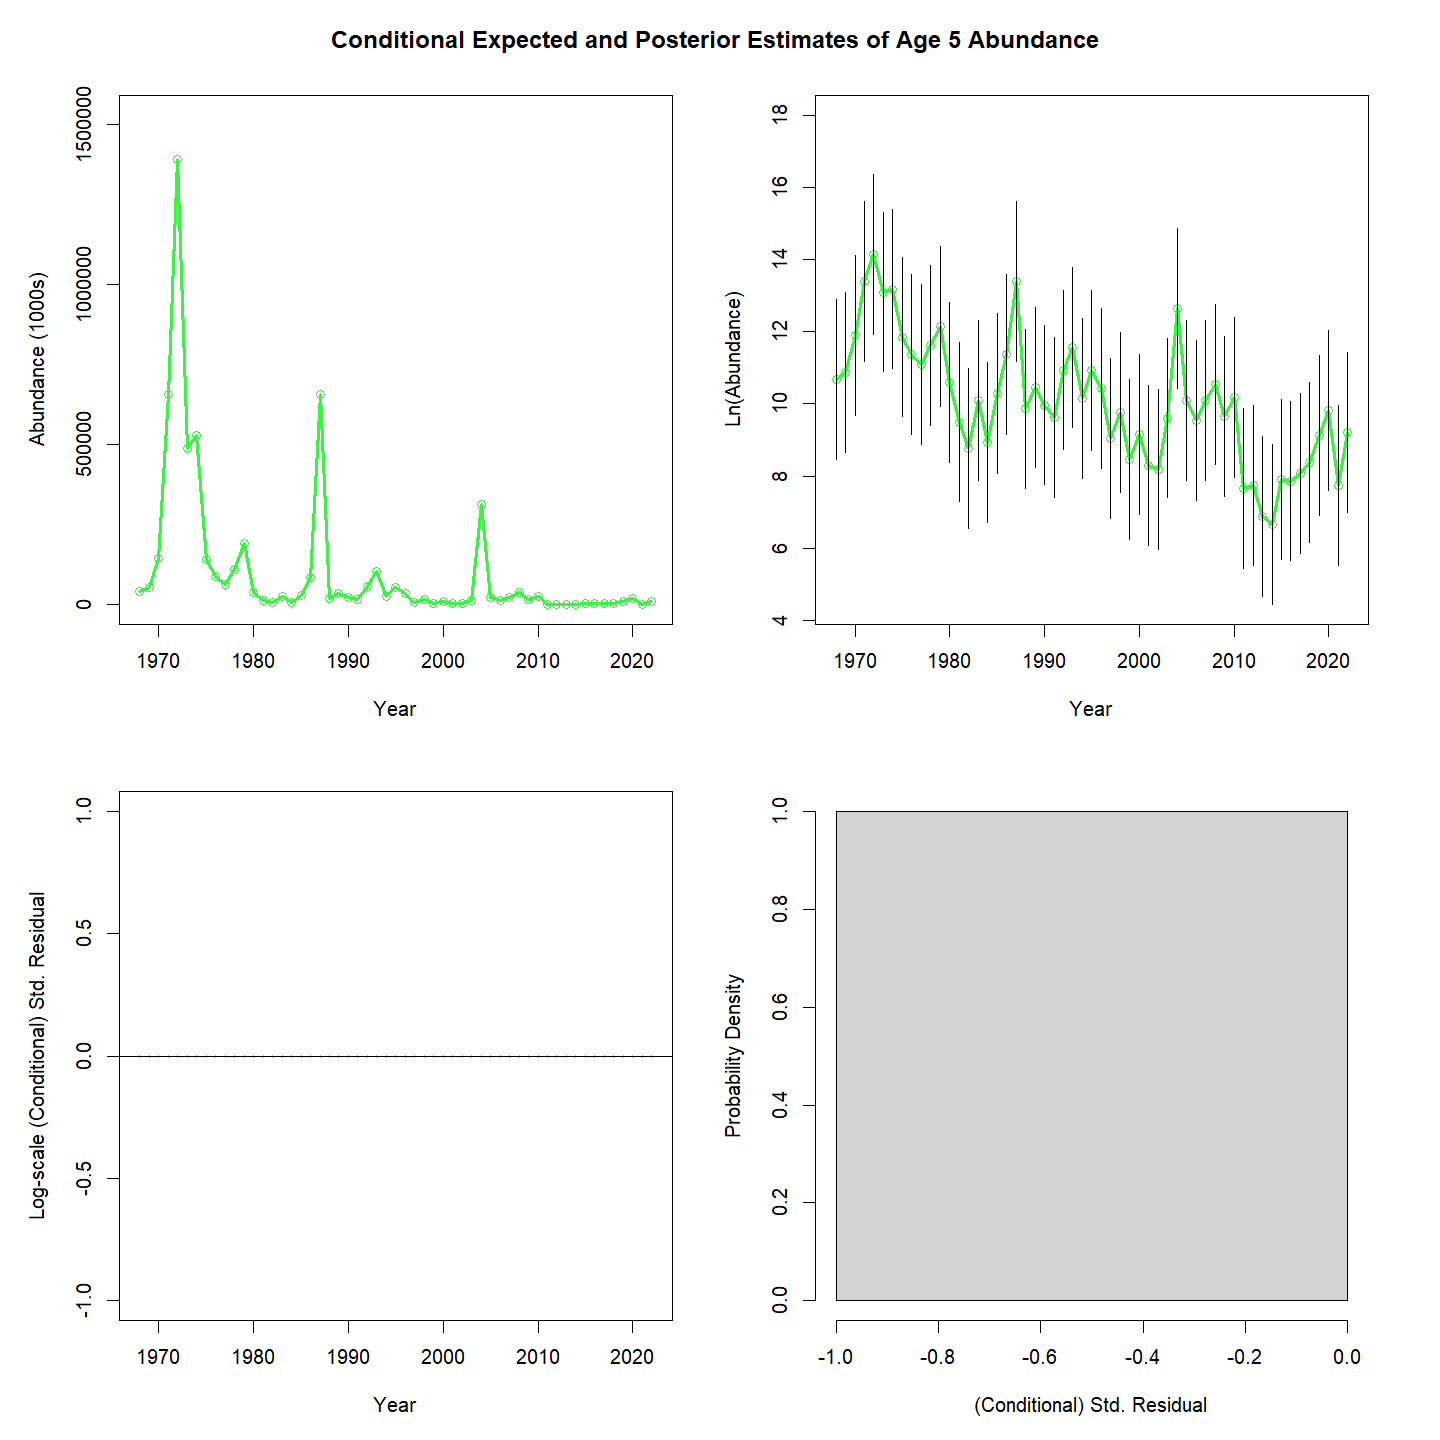 Conditional Expected and Posterior Estimates of Age 5 Abundance
Abundance (1000s)
1500000
1000000
500000
0
1970 1980 1990 2000 2010 2020
Year
Ln(Abundance)
18
16
14
12
10
8
6
4
1970 1980 1990 2000 2010 2020
Year
Log-scale (Conditional) Std. Residual
1.0
0.5
0.0
-0.5
-1.0
1970 1980 1990 2000 2010 2020
Year
Probability Density
1.0
0.8
0.6
0.4
0.2
0.0
-1.0 -0.8 -0.6 -0.4 -0.2 0.0
(Conditional) Std. Residual